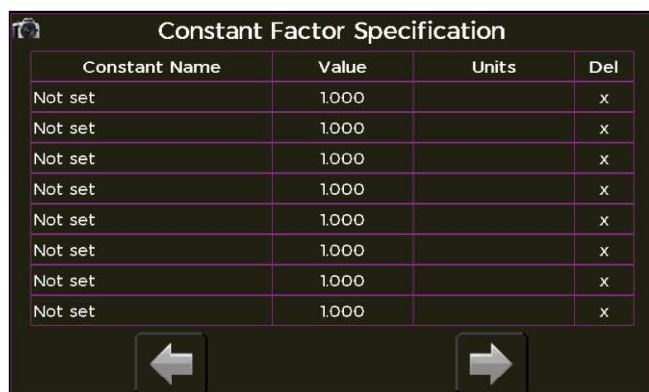 Constant Factor Specification
Constant Name Value Units Del
Not set 1.000 x
Not set 1.000 x
Not set 1.000 x
Not set 1.000 x
Not set 1.000 x
Not set 1.000 x
Not set 1.000 x
Not set 1.000 x